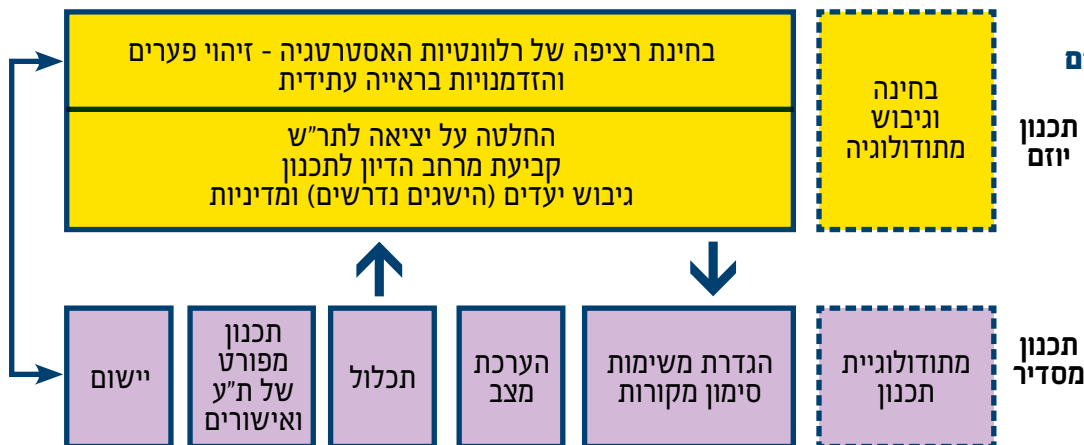 תכנון
יוזם
בחינה
וגיבוש
מתודולוגיה
בחינת רציפה של רלוונטיות האסטרטגיה - זיהוי פערים
והזדמנויות בראייה עתידית
החלטה על יציאה לתר"ש
קביעת מרחב הדיון לתכנון
גיבוש יעדים (הישגים נדרשים) ומדיניות
תכנון
מסדיר
מתודולוגיית
תכנון
הגדרת משימות
סימון מקורות
הערכת
מצב
תכלול
תכנון
מפורט
של ת"ע
ואישורים
יישום